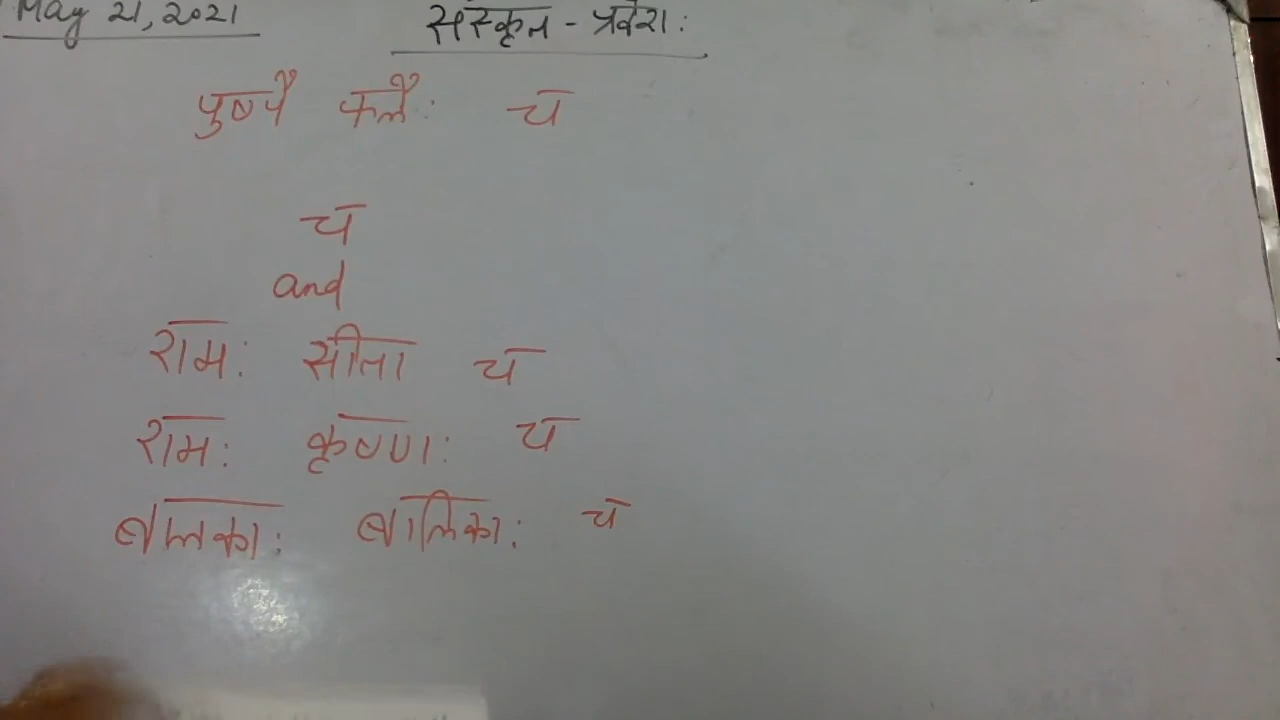 May 21, 2021
संस्कृत - प्रवेशः
पुष्पै फलैः च
च
and
रामः सीता च
रामः कृष्णः च
बालकाः बालिकाः च